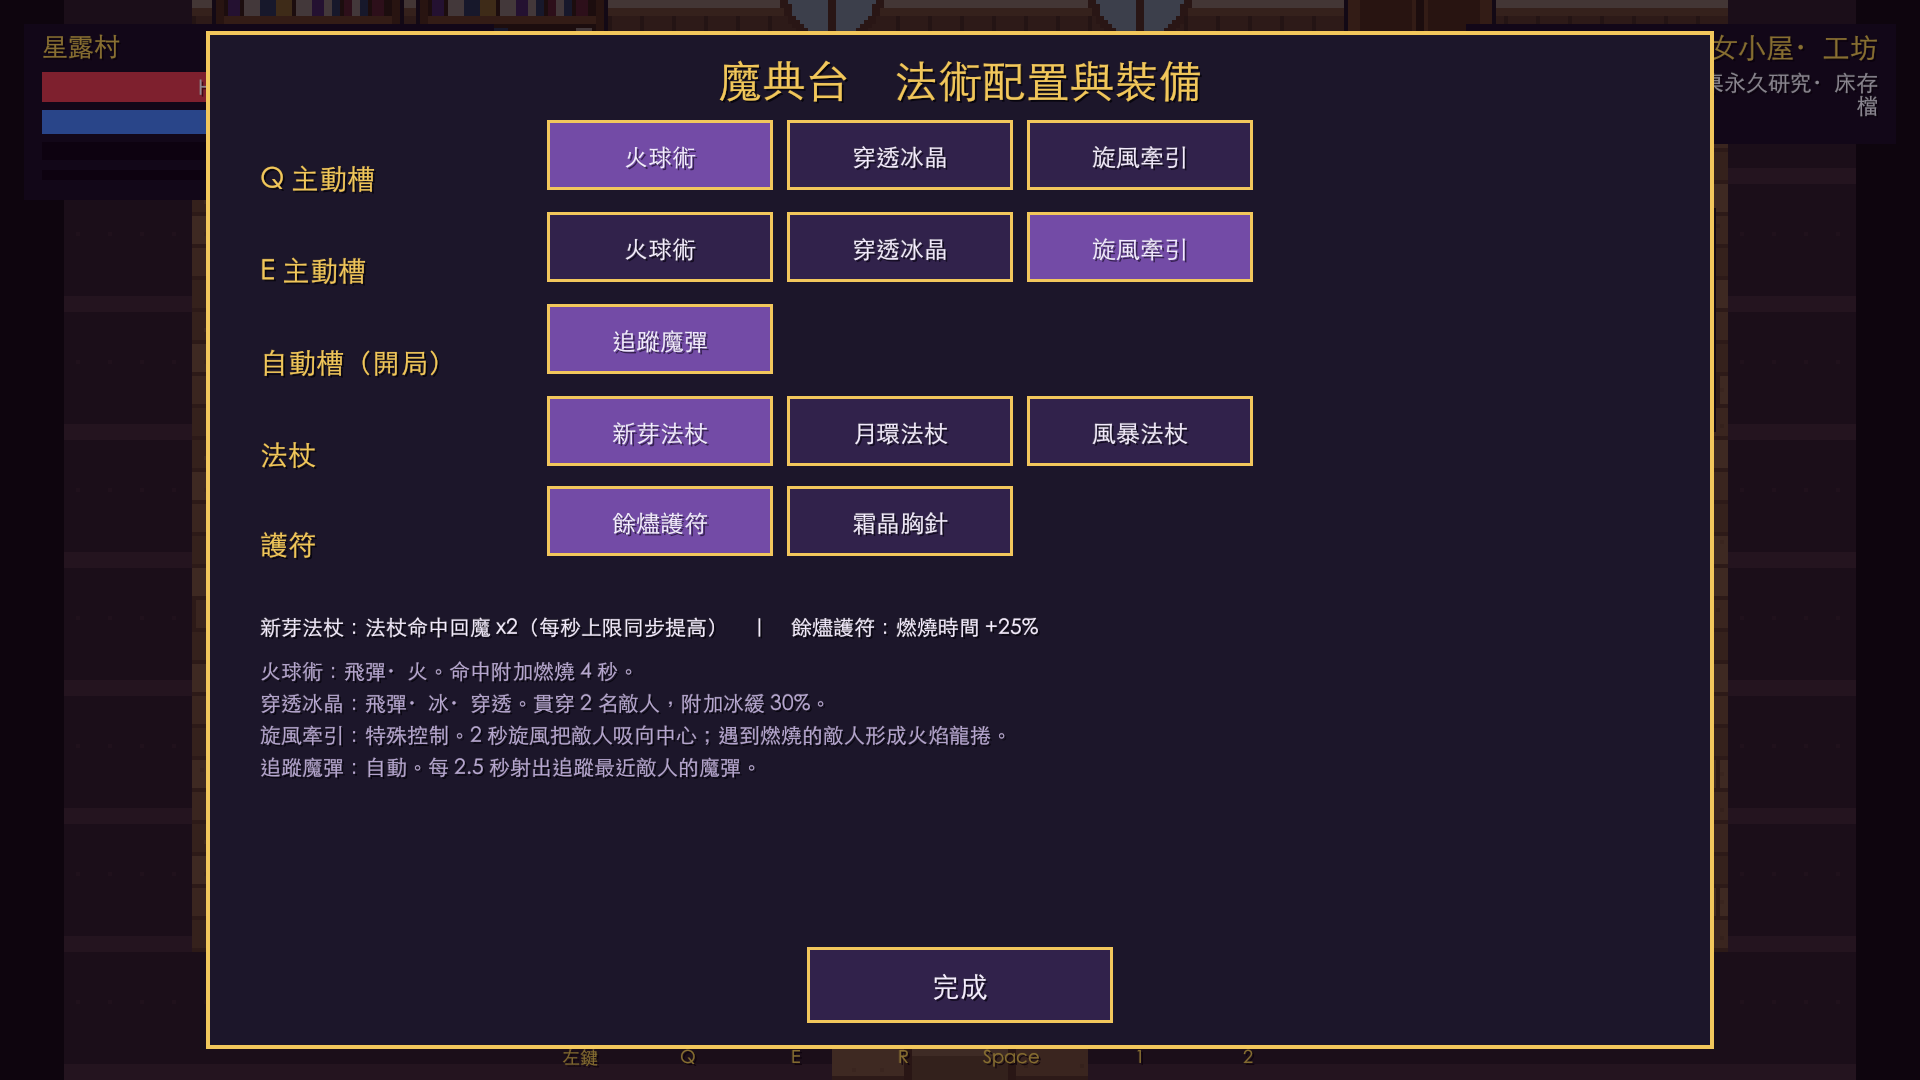 星露村
女小屋· 工坊
永久研究· 床存
檔
魔典台 法術配置與裝備
Q 主動槽
火球術
穿透冰晶
旋風牽引
E 主動槽
火球術
穿透冰晶
旋風牽引
自動槽（開局）
追蹤魔彈
法杖
新芽法杖
月環法杖
風暴法杖
護符
餘燼護符
霜晶胸針
新芽法杖：法杖命中回魔 x2（每秒上限同步提高） | 餘燼護符：燃燒時間 +25%
火球術：飛彈· 火。命中附加燃燒 4 秒。
穿透冰晶：飛彈· 冰· 穿透。貫穿 2 名敵人，附加冰緩 30%。
旋風牽引：特殊控制。2 秒旋風把敵人吸向中心；遇到燃燒的敵人形成火焰龍捲。
追蹤魔彈：自動。每 2.5 秒射出追蹤最近敵人的魔彈。
完成
左鍵 Q E R Space 1 2